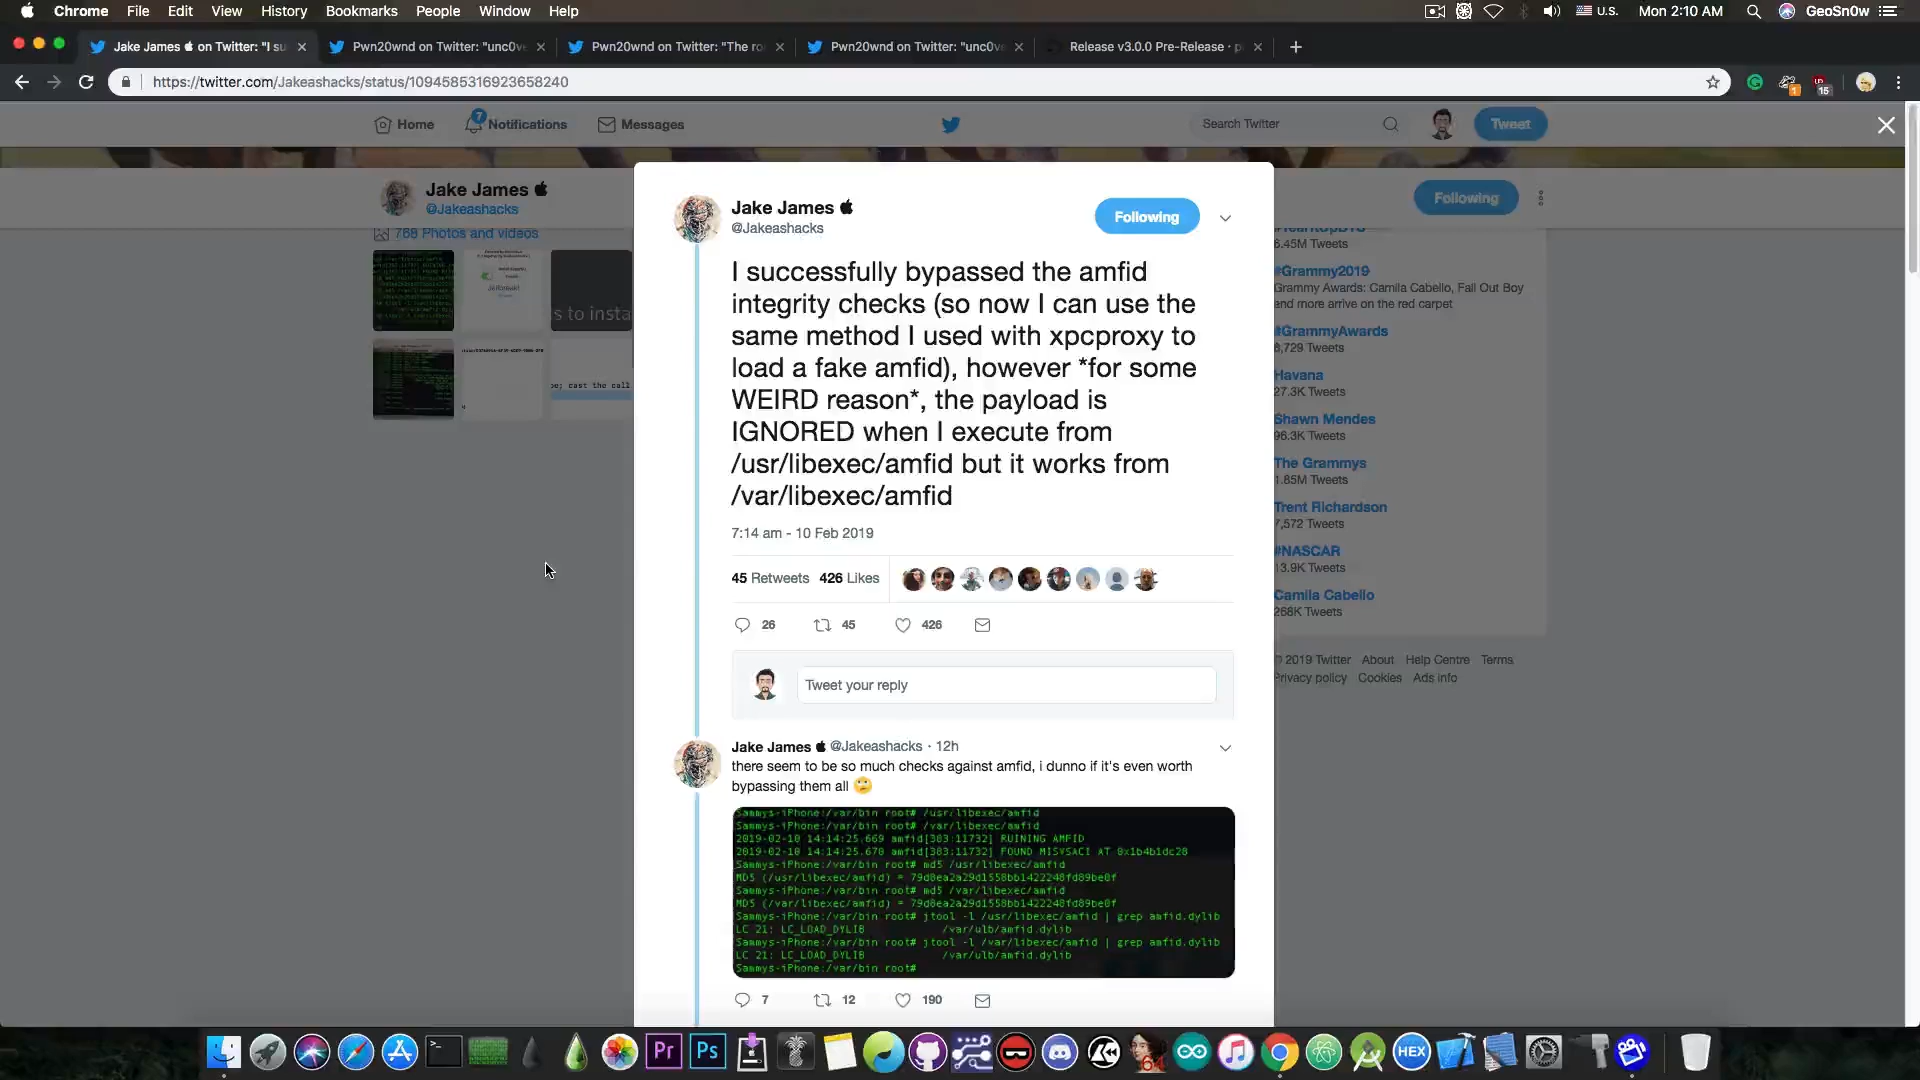 Chrome File Edit View History Bookmarks People Window Help
U.S. Mon 2:10 AM GeoSn0w
Jake James on Twitter: "I su
Pwn20wnd on Twitter: "unc0ve
Pwn20wnd on Twitter: "The ro
Pwn20wnd on Twitter: "unc0ve
Release v3.0.0 Pre-Release · p
https://twitter.com/Jakeashacks/status/1094585316923658240
1
15
Home
7
Notifications
Messages
Search Twitter
Tweet
Jake James
@Jakeashacks
Following
768 Photos and videos
s to insta
pe; cast the call
Jake James
@Jakeashacks
Following
I successfully bypassed the amfid
integrity checks (so now I can use the
same method I used with xpcproxy to
load a fake amfid), however *for some
WEIRD reason*, the payload is
IGNORED when I execute from
/usr/libexec/amfid but it works from
/var/libexec/amfid
7:14 am - 10 Feb 2019
45 Retweets 426 Likes
26 45 426
Tweet your reply
Jake James @Jakeashacks · 12h
there seem to be so much checks against amfid, i dunno if it's even worth
bypassing them all 🙄
Sammys-iPhone:/var/bin root# /usr/libexec/amfid
Sammys-iPhone:/var/bin root# /var/libexec/amfid
2019-02-10 14:14:25.669 amfid[303:11732] RUINING AMFID
2019-02-10 14:14:25.670 amfid[303:11732] FOUND MISVSACI AT 0x1b4b1dc28
Sammys-iPhone:/var/bin root# md5 /usr/libexec/amfid
MD5 (/usr/libexec/amfid) = 79d0ea2a29d1558bb1422248fd89be0f
Sammys-iPhone:/var/bin root# md5 /var/libexec/amfid
MD5 (/var/libexec/amfid) = 79d0ea2a29d1558bb1422248fd89be0f
Sammys-iPhone:/var/bin root# jtool -l /usr/libexec/amfid | grep amfid.dylib
LC 21: LC_LOAD_DYLIB /var/ulb/amfid.dylib
Sammys-iPhone:/var/bin root# jtool -l /var/libexec/amfid | grep amfid.dylib
LC 21: LC_LOAD_DYLIB /var/ulb/amfid.dylib
Sammys-iPhone:/var/bin root#
7 12 190
6.45M Tweets
#Grammy2019
Grammy Awards: Camila Cabello, Fall Out Boy
and more arrive on the red carpet
#GrammyAwards
8,729 Tweets
Havana
27.3K Tweets
Shawn Mendes
96.3K Tweets
The Grammys
1.85M Tweets
Trent Richardson
7,572 Tweets
#NASCAR
13.9K Tweets
Camila Cabello
268K Tweets
© 2019 Twitter About Help Centre Terms
Privacy policy Cookies Ads info
Pr
Ps
64
HEX